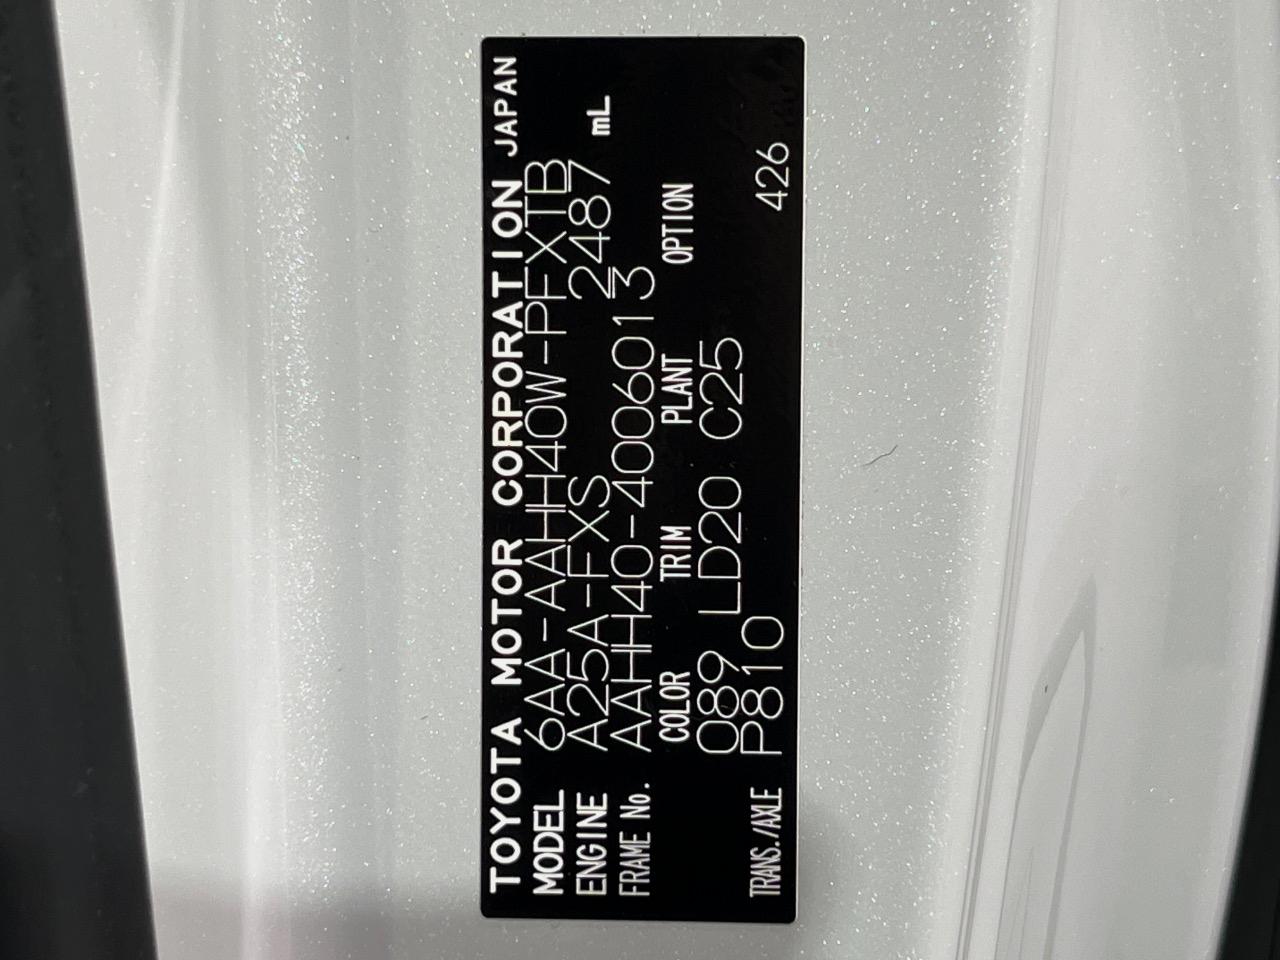 TOYOTA MOTOR CORPORATION JAPAN
MODEL 6AA-AAHH40W-PFXTB
ENGINE A25A-FXS 2487 mL
FRAME No. AAHH40-4006013
COLOR TRIM PLANT OPTION
089 LD20 C25
TRANS./AXLE P810 426